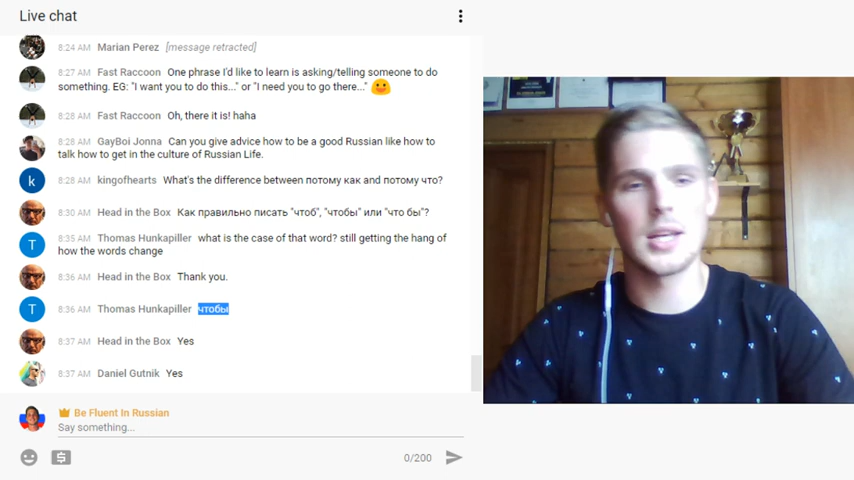 Live chat
8:24 AM Marian Perez [message retracted]
8:27 AM Fast Raccoon One phrase I'd like to learn is asking/telling someone to do
something. EG: "I want you to do this..." or "I need you to go there..."
8:28 AM Fast Raccoon Oh, there it is! haha
8:28 AM GayBoi Jonna Can you give advice how to be a good Russian like how to
talk how to get in the culture of Russian Life.
k 8:28 AM kingofhearts What's the difference between потому как and потому что?
8:30 AM Head in the Box Как правильно писать "чтоб", "чтобы" или "что бы"?
T 8:35 AM Thomas Hunkapiller what is the case of that word? still getting the hang of
how the words change
8:36 AM Head in the Box Thank you.
T 8:36 AM Thomas Hunkapiller чтобы
8:37 AM Head in the Box Yes
8:37 AM Daniel Gutnik Yes
Be Fluent In Russian
Say something...
$ 0/200